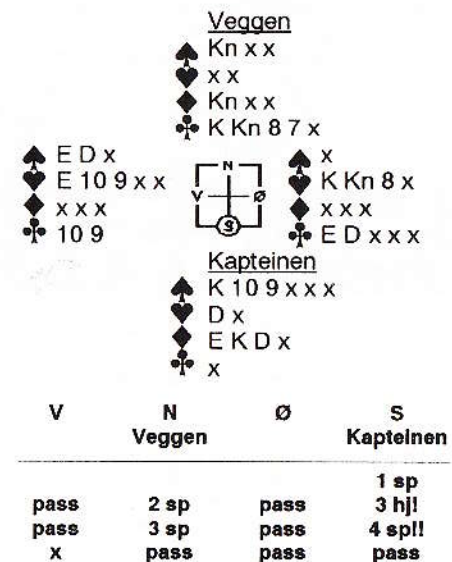 Veggen
♠ Kn x x
♥ x x
♦ Kn x x
♣ K Kn 8 7 x
♠ E D x
♥ E 10 9 x x
♦ x x x
♣ 10 9
N
V Ø
S
♠ x
♥ K Kn 8 x
♦ x x x
♣ E D x x x
Kapteinen
♠ K 10 9 x x x
♥ D x
♦ E K D x
♣ x
V N Ø S
Veggen Kapteinen
1 sp
pass 2 sp pass 3 hj!
pass 3 sp pass 4 sp!!
x pass pass pass